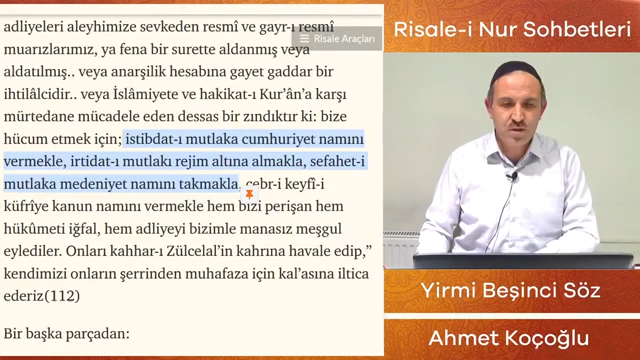 adliyeleri aleyhimize sevkeden resmî ve gayr-ı resmî
muarızlarımız, ya fena bir surette aldanmış veya
aldatılmış.. veya anarşilik hesabına gayet gaddar bir
ihtilâlcidir.. veya İslâmiyete ve hakikat-ı Kur'ân'a karşı
mürtedane mücadele eden dessas bir zındıktır ki: bize
hücum etmek için; istibdat-ı mutlaka cumhuriyet namını
vermekle, irtidat-ı mutlakı rejim altına almakla, sefahet-i
mutlaka medeniyet namını takmakla, cebr-i keyfî-i
küfrîye kanun namını vermekle hem bizi perişan hem
hükûmeti iğfal, hem adliyeyi bizimle manasız meşgul
eylediler. Onları kahhar-ı Zülcelal'in kahrına havale edip,”
kendimizi onların şerrinden muhafaza için kal'asına iltica
ederiz(112)
Bir başka parçadan:
Risale Araçları
Risale-i Nur Sohbetleri
Yirmi Beşinci Söz
Ahmet Koçoğlu